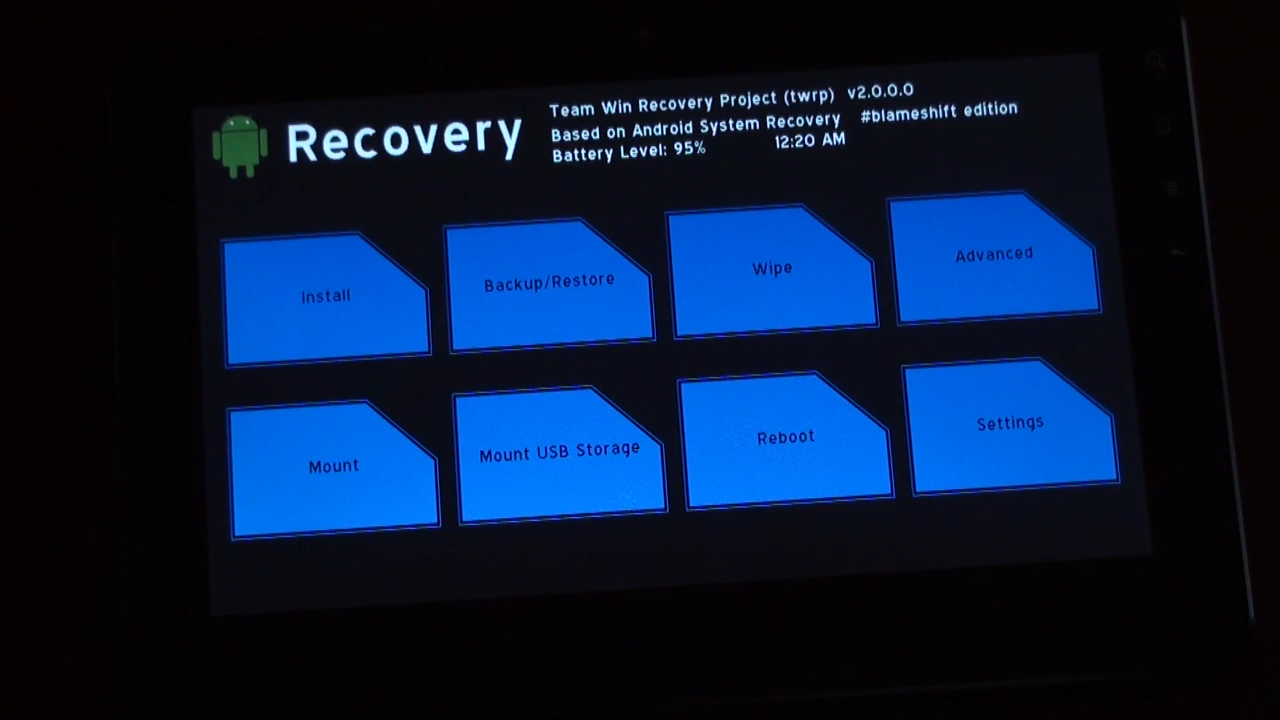 Recovery
Team Win Recovery Project (twrp) v2.0.0.0
Based on Android System Recovery #blameshift edition
Battery Level: 95% 12:20 AM
Install
Backup/Restore
Wipe
Advanced
Mount
Mount USB Storage
Reboot
Settings